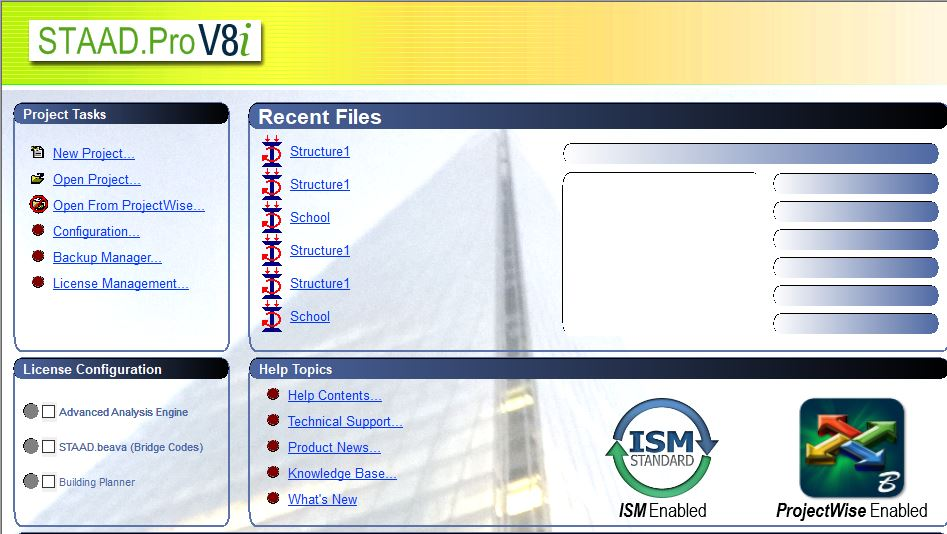 STAAD.Pro V8i
Project Tasks
New Project...
Open Project...
Open From ProjectWise...
Configuration...
Backup Manager...
License Management...
Recent Files
Structure1
Structure1
School
Structure1
Structure1
School
License Configuration
Advanced Analysis Engine
STAAD.beava (Bridge Codes)
Building Planner
Help Topics
Help Contents...
Technical Support...
Product News...
Knowledge Base...
What's New
ISM
STANDARD
ISM Enabled
B
ProjectWise Enabled